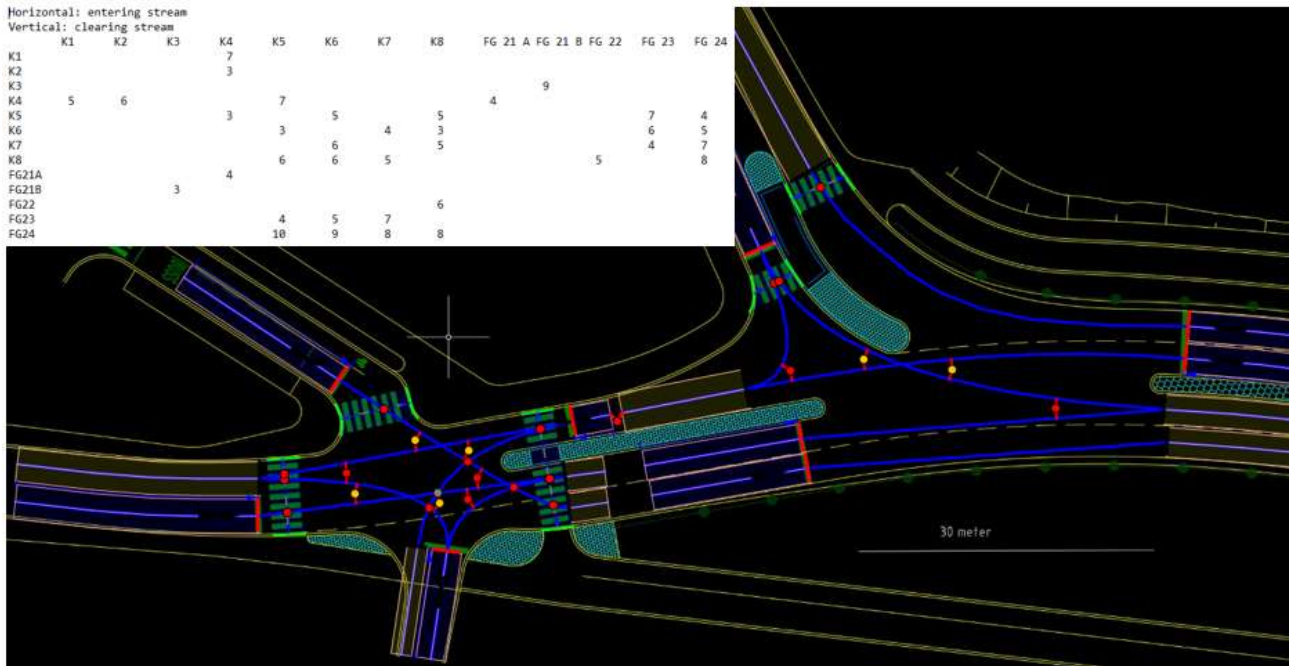 Horizontal: entering stream
Vertical: clearing stream
K1 K2 K3 K4 K5 K6 K7 K8 FG 21 A FG 21 B FG 22 FG 23 FG 24
K1 7
K2 3
K3 9
K4 5 6 7 4
K5 3 5 5 7 4
K6 3 4 3 6 5
K7 6 5 4 7
K8 6 6 5 5 8
FG21A 4
FG21B 3
FG22 6
FG23 4 5 7
FG24 10 9 8 8
30 meter